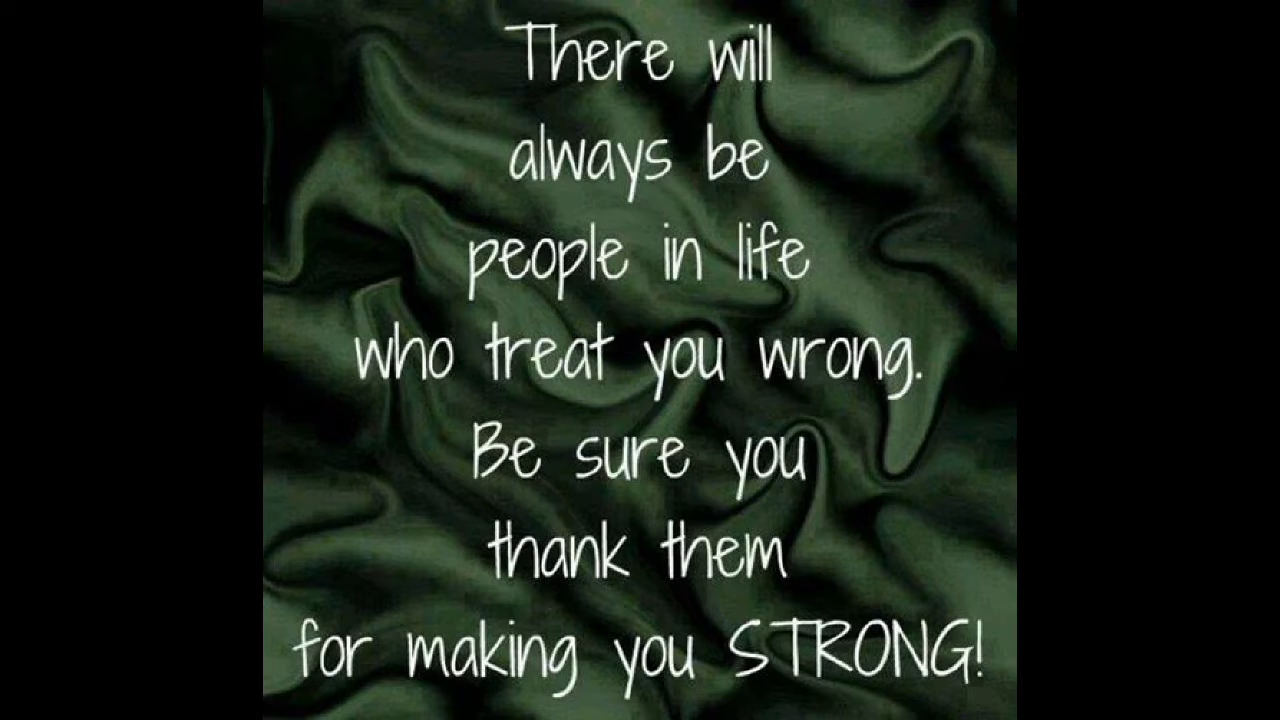 There will
always be
people in life
who treat you wrong.
Be sure you
thank them
for making you STRONG!